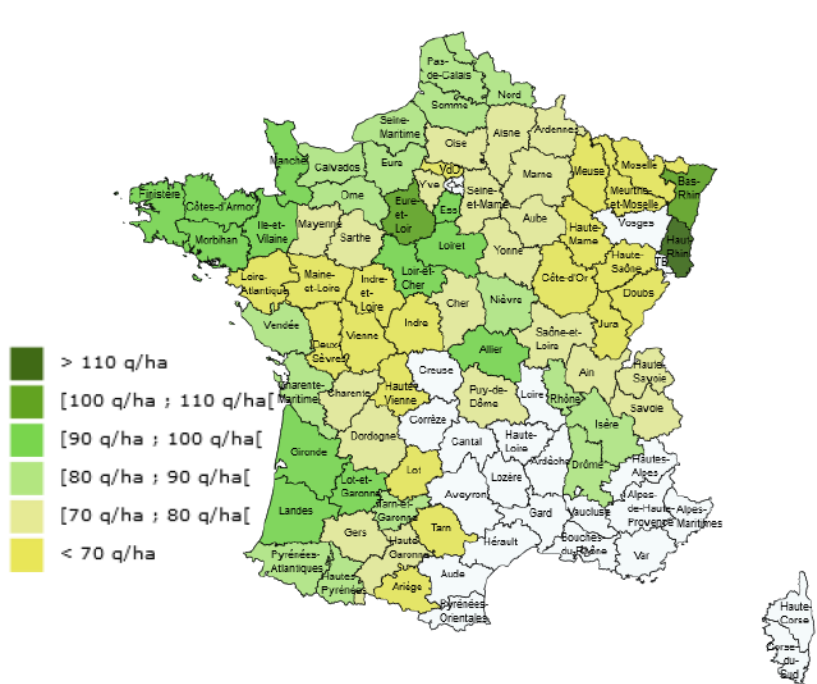 Pas-
de-Calais
Nord
Somme
Seine-
Maritime
Oise
Aisne
Ardennes
Manche
Calvados
Eure
VdO
Yve
Seine-
et-Marne
Marne
Meuse
Moselle
Meurthe-
et-Moselle
Bas-
Rhin
Finistère
Côtes-d'Armor
Orne
Eure-
et-
Loir
Ess
Aube
Haute-
Marne
Vosges
Haut-
Rhin
TB
Morbihan
Ile-et-
Vilaine
Mayenne
Sarthe
Loiret
Yonne
Haute-
Saône
Loire-
Atlantique
Maine-
et-Loire
Indre-
et-
Loire
Loir-et-
Cher
Cher
Nièvre
Côte-d'Or
Doubs
Vendée
Deux-
Sèvres
Vienne
Indre
Allier
Saône-et-
Loire
Jura
Charente-
Maritime
Charente
Haute-
Vienne
Creuse
Puy-de-
Dôme
Loire
Rhône
Ain
Haute-
Savoie
Savoie
Dordogne
Corrèze
Cantal
Haute-
Loire
Isère
Gironde
Lot
Ardèche
Drôme
Hautes-
Alpes
Lot-et-
Garonne
Aveyron
Lozère
Landes
Tarn-et-
Garonne
Gard
Vaucluse
Alpes-
de-Haute-
Provence
Alpes-
Maritimes
Gers
Haute-
Garonne
Tarn
Hérault
Bouches-
du-Rhône
Var
Pyrénées-
Atlantiques
Hautes-
Pyrénées
Ariège
Aude
Pyrénées-
Orientales
Haute-
Corse
Corse-
du-
Sud
> 110 q/ha
[100 q/ha ; 110 q/ha[
[90 q/ha ; 100 q/ha[
[80 q/ha ; 90 q/ha[
[70 q/ha ; 80 q/ha[
< 70 q/ha